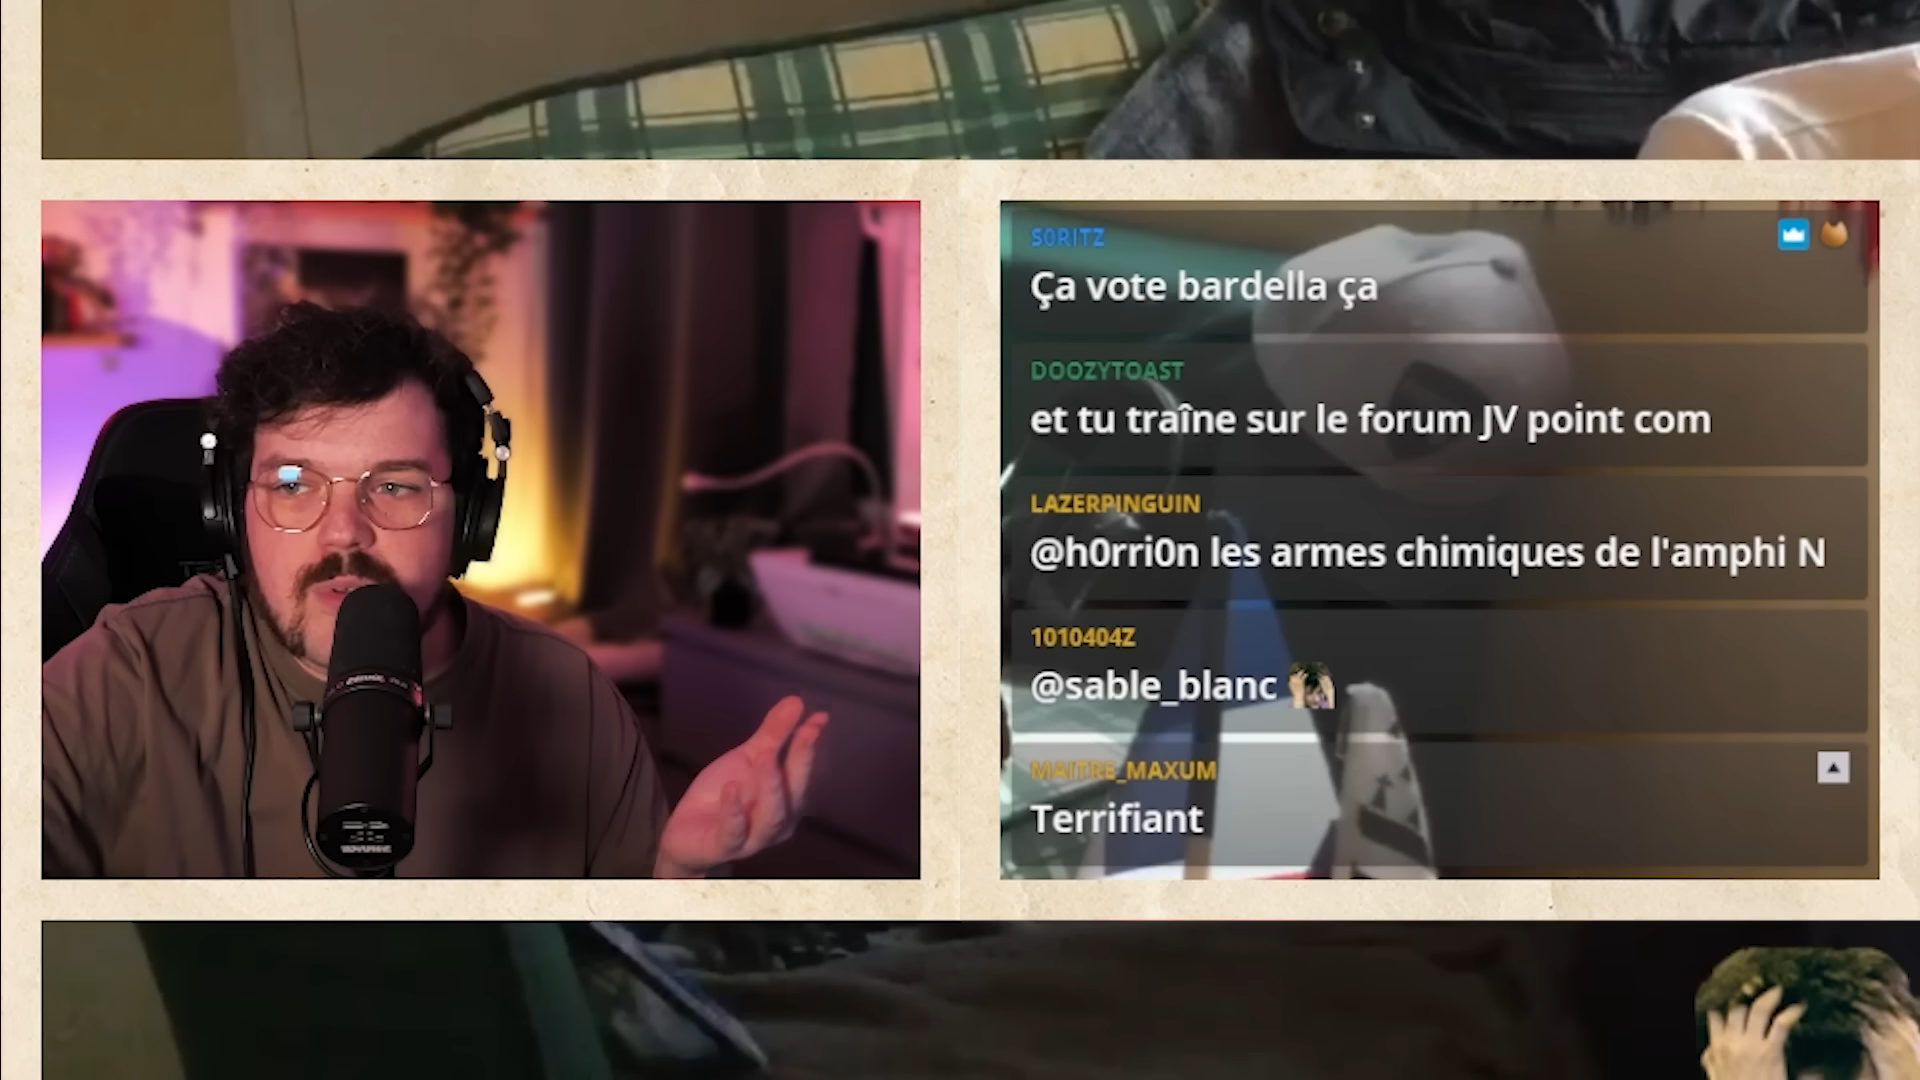 S0RITZ
Ça vote bardella ça
DOOZYTOAST
et tu traîne sur le forum JV point com
LAZERPINGUIN
@h0rri0n les armes chimiques de l'amphi N
1010404Z
@sable_blanc
MAITRE_MAXUM
Terrifiant